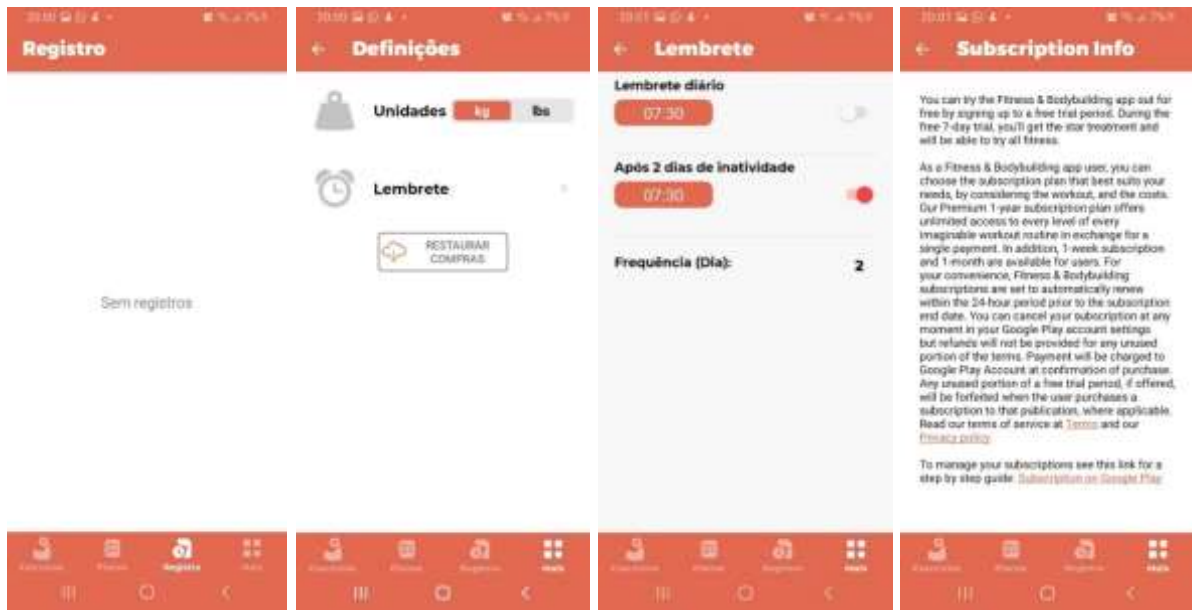 20:00
Registro
Sem registros
Registro
20:00
Definições
Unidades kg lbs
Lembrete
RESTAURAR
COMPRAS
Mais
20:01
Lembrete
Lembrete diário
07:30
Após 2 dias de inatividade
07:30
Frequência (Dia): 2
Mais
20:01
Subscription Info
You can try the Fitness & Bodybuilding app out for
free by signing up to a free trial period. During the
free 7-day trial, you'll get the star treatment and
will be able to try all fitness.
As a Fitness & Bodybuilding app user, you can
choose the subscription plan that best suits your
needs, by considering the workout, and the costs.
Our Premium 1-year subscription plan offers
unlimited access to every level of every
imaginable workout routine in exchange for a
single payment. In addition, 1-week subscription
and 1-month are available for users. For
your convenience, Fitness & Bodybuilding
subscriptions are set to automatically renew
within the 24-hour period prior to the subscription
end date. You can cancel your subscription at any
moment in your Google Play account settings
but refunds will not be provided for any unused
portion of the terms. Payment will be charged to
Google Play Account at confirmation of purchase.
Any unused portion of a free trial period, if offered,
will be forfeited when the user purchases a
subscription to that publication, where applicable.
Read our terms of service at Terms and our
Privacy policy
To manage your subscriptions see this link for a
step by step guide: Subscription on Google Play
Mais